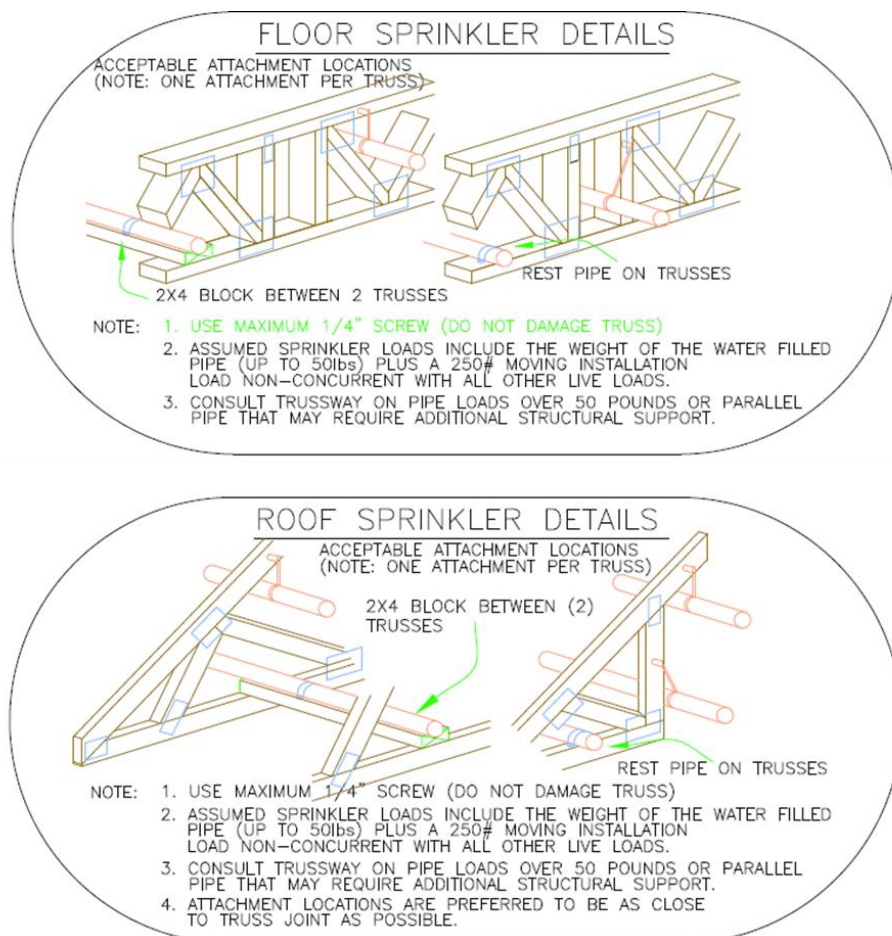 FLOOR SPRINKLER DETAILS
ACCEPTABLE ATTACHMENT LOCATIONS
(NOTE: ONE ATTACHMENT PER TRUSS)
REST PIPE ON TRUSSES
2X4 BLOCK BETWEEN 2 TRUSSES
NOTE: 1. USE MAXIMUM 1/4" SCREW (DO NOT DAMAGE TRUSS)
2. ASSUMED SPRINKLER LOADS INCLUDE THE WEIGHT OF THE WATER FILLED
PIPE (UP TO 50lbs) PLUS A 250# MOVING INSTALLATION
LOAD NON-CONCURRENT WITH ALL OTHER LIVE LOADS.
3. CONSULT TRUSSWAY ON PIPE LOADS OVER 50 POUNDS OR PARALLEL
PIPE THAT MAY REQUIRE ADDITIONAL STRUCTURAL SUPPORT.
ROOF SPRINKLER DETAILS
ACCEPTABLE ATTACHMENT LOCATIONS
(NOTE: ONE ATTACHMENT PER TRUSS)
2X4 BLOCK BETWEEN (2)
TRUSSES
REST PIPE ON TRUSSES
NOTE: 1. USE MAXIMUM 1/4" SCREW (DO NOT DAMAGE TRUSS)
2. ASSUMED SPRINKLER LOADS INCLUDE THE WEIGHT OF THE WATER FILLED
PIPE (UP TO 50lbs) PLUS A 250# MOVING INSTALLATION
LOAD NON-CONCURRENT WITH ALL OTHER LIVE LOADS.
3. CONSULT TRUSSWAY ON PIPE LOADS OVER 50 POUNDS OR PARALLEL
PIPE THAT MAY REQUIRE ADDITIONAL STRUCTURAL SUPPORT.
4. ATTACHMENT LOCATIONS ARE PREFERRED TO BE AS CLOSE
TO TRUSS JOINT AS POSSIBLE.